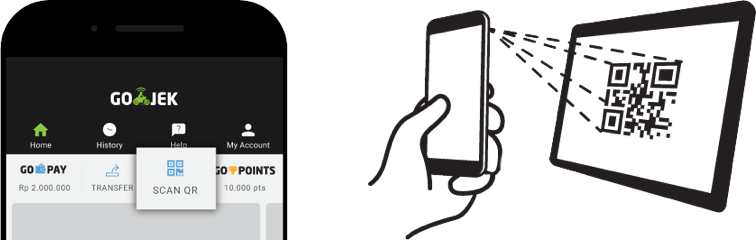 GO JEK
Home History Help My Account
GO PAY GO POINTS
Rp 2.000.000 TRANSFER SCAN QR 10.000 pts